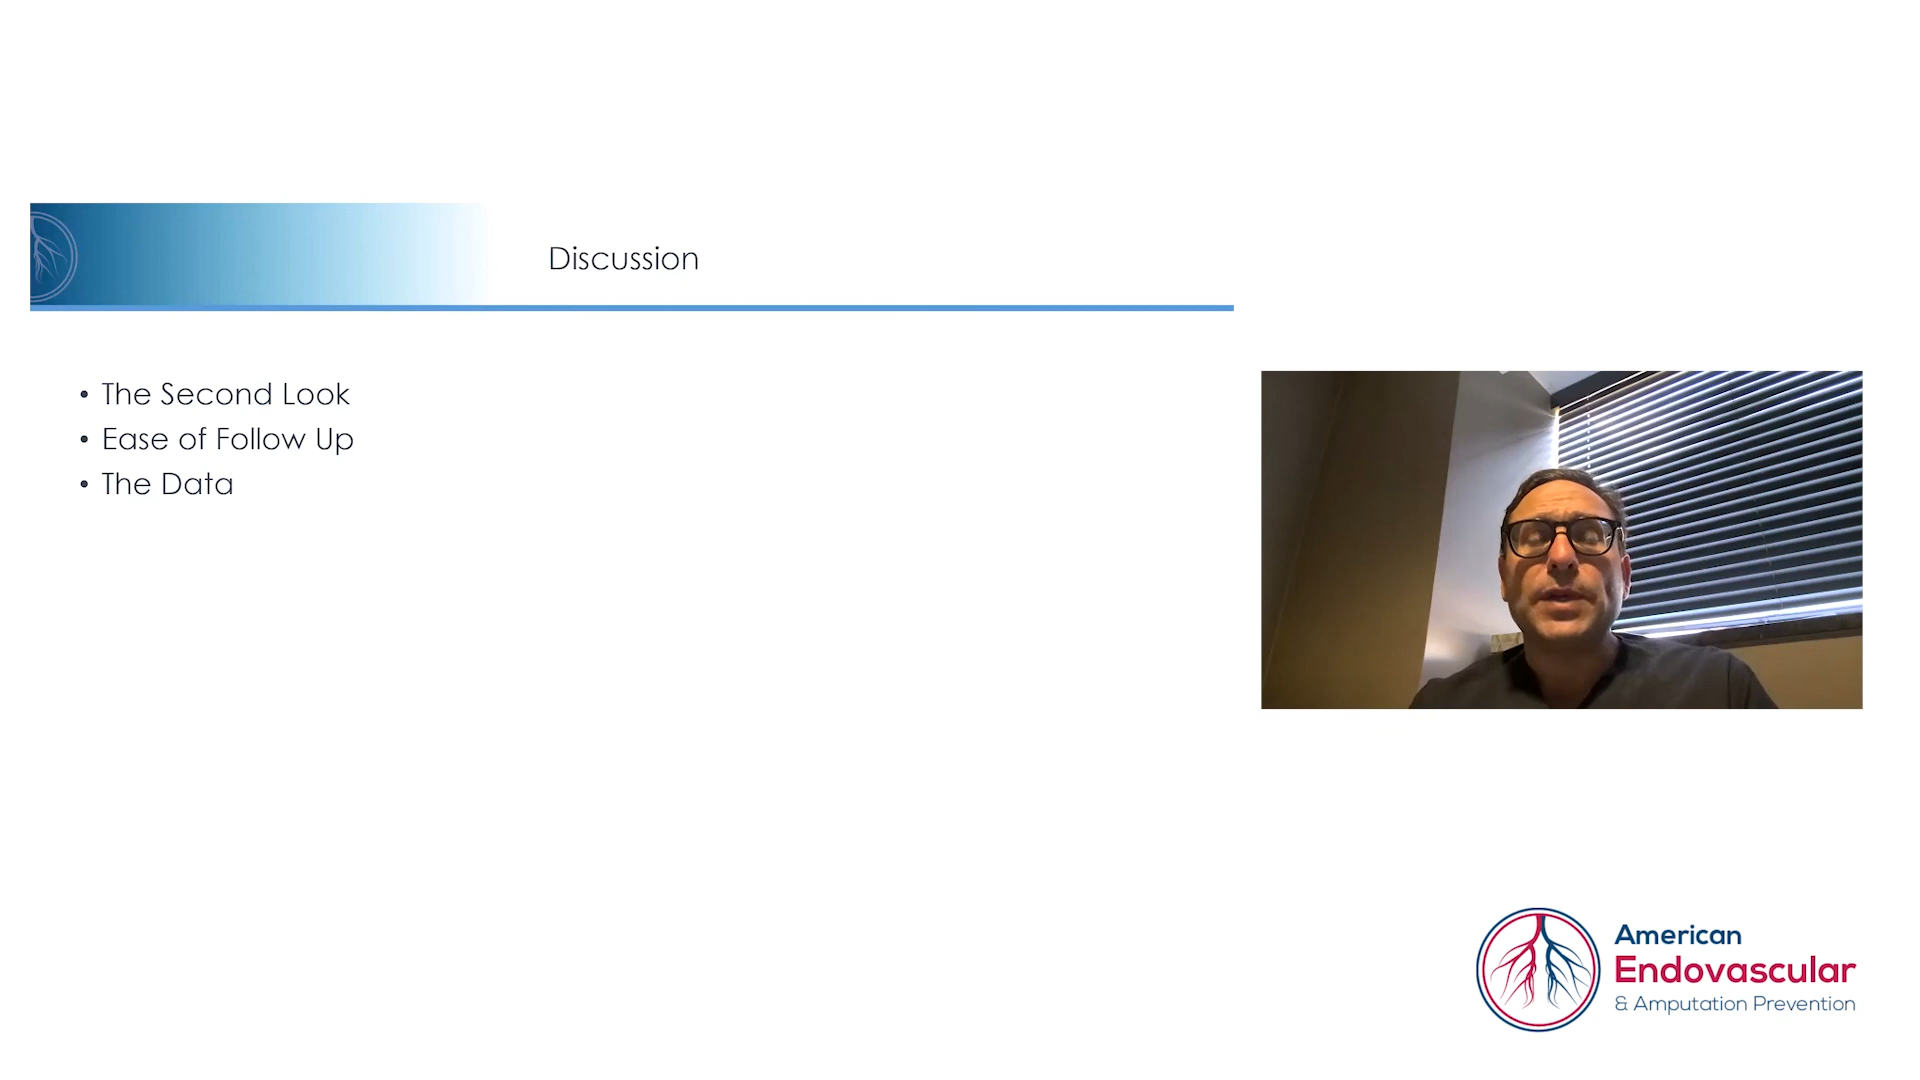 Discussion
• The Second Look
• Ease of Follow Up
• The Data
American
Endovascular
& Amputation Prevention